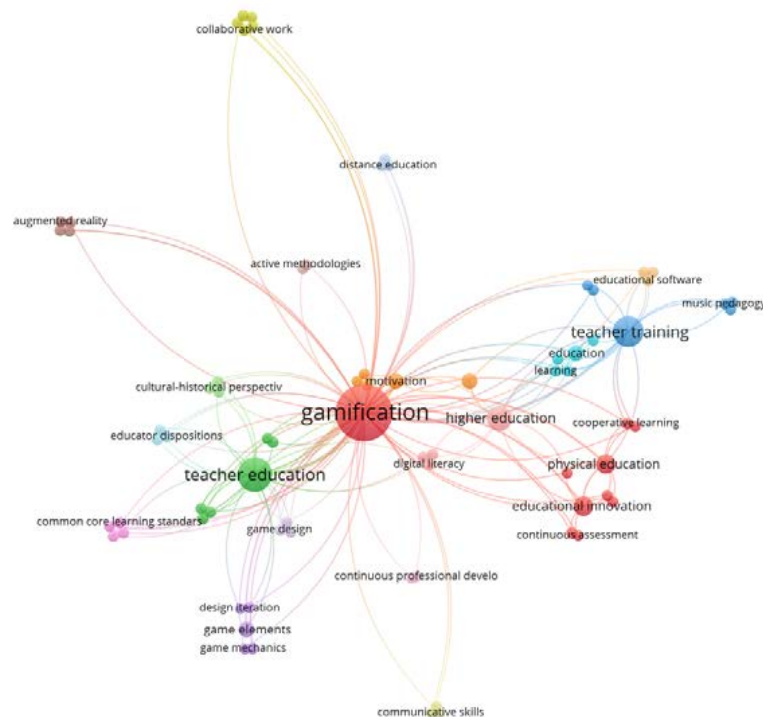 collaborative work
distance education
augmented reality
active methodologies
educational software
music pedagogy
teacher training
education
learning
motivation
cultural-historical perspectiv
gamification
higher education
cooperative learning
educator dispositions
digital literacy
physical education
teacher education
educational innovation
common core learning standars
game design
continuous assessment
continuous professional develo
design iteration
game elements
game mechanics
communicative skills